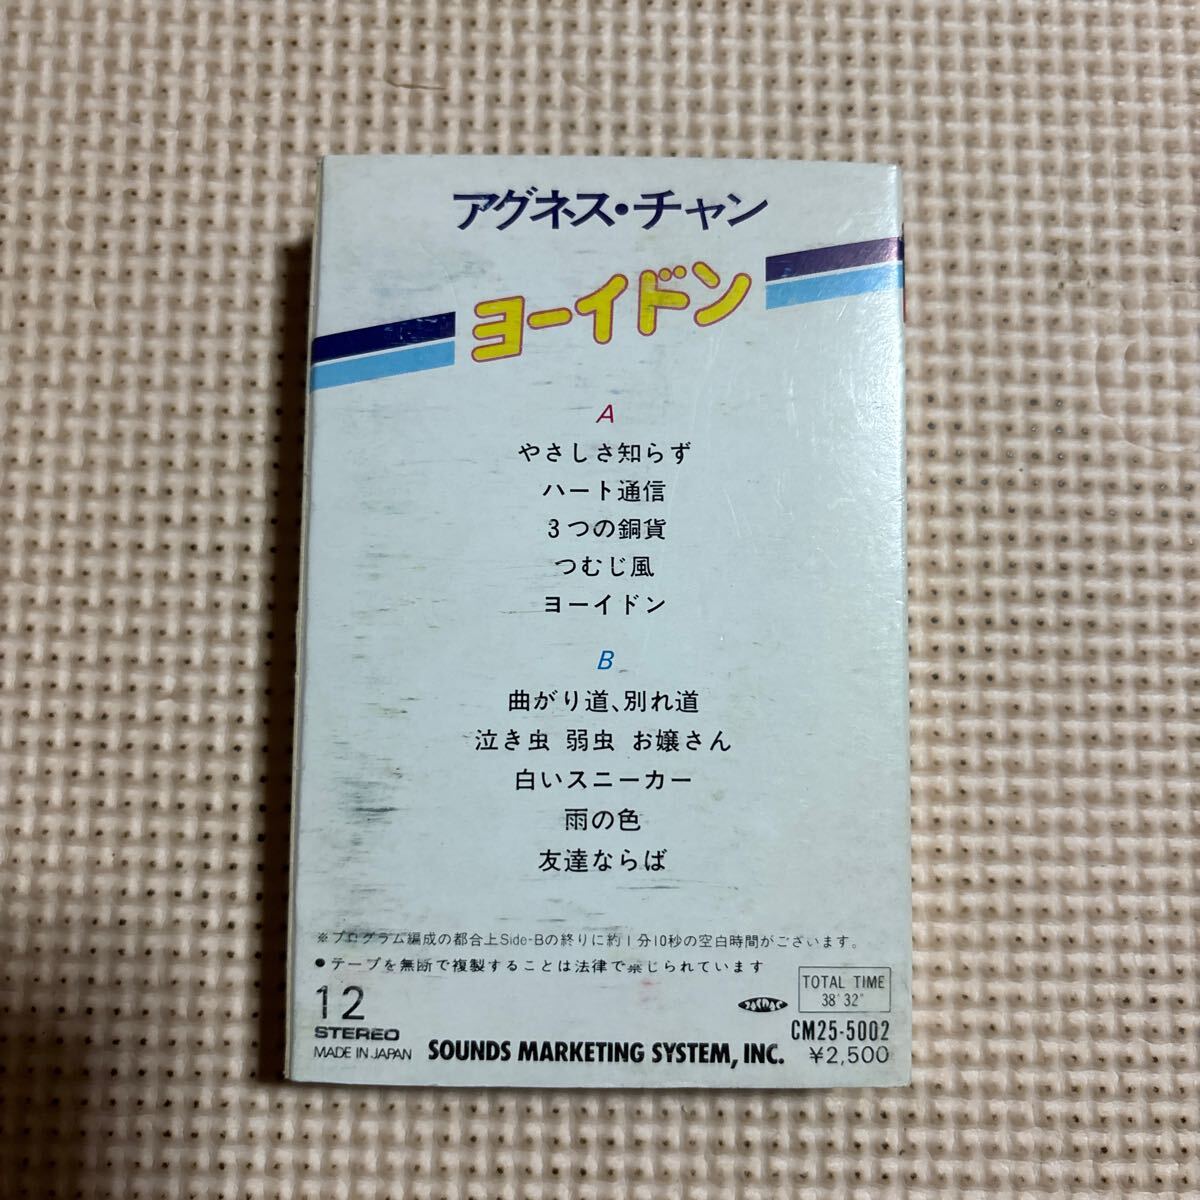 アグネス・チャン
ヨーイドン
A
やさしさ知らず
ハート通信
3つの銅貨
つむじ風
ヨーイドン
B
曲がり道、別れ道
泣き虫 弱虫 お嬢さん
白いスニーカー
雨の色
友達ならば
※プログラム編成の都合上Side-Bの終りに約1分10秒の空白時間がございます。
●テープを無断で複製することは法律で禁じられています
12
STEREO
MADE IN JAPAN
SOUNDS MARKETING SYSTEM, INC.
TOTAL TIME
38'32"
CM25-5002
¥2,500